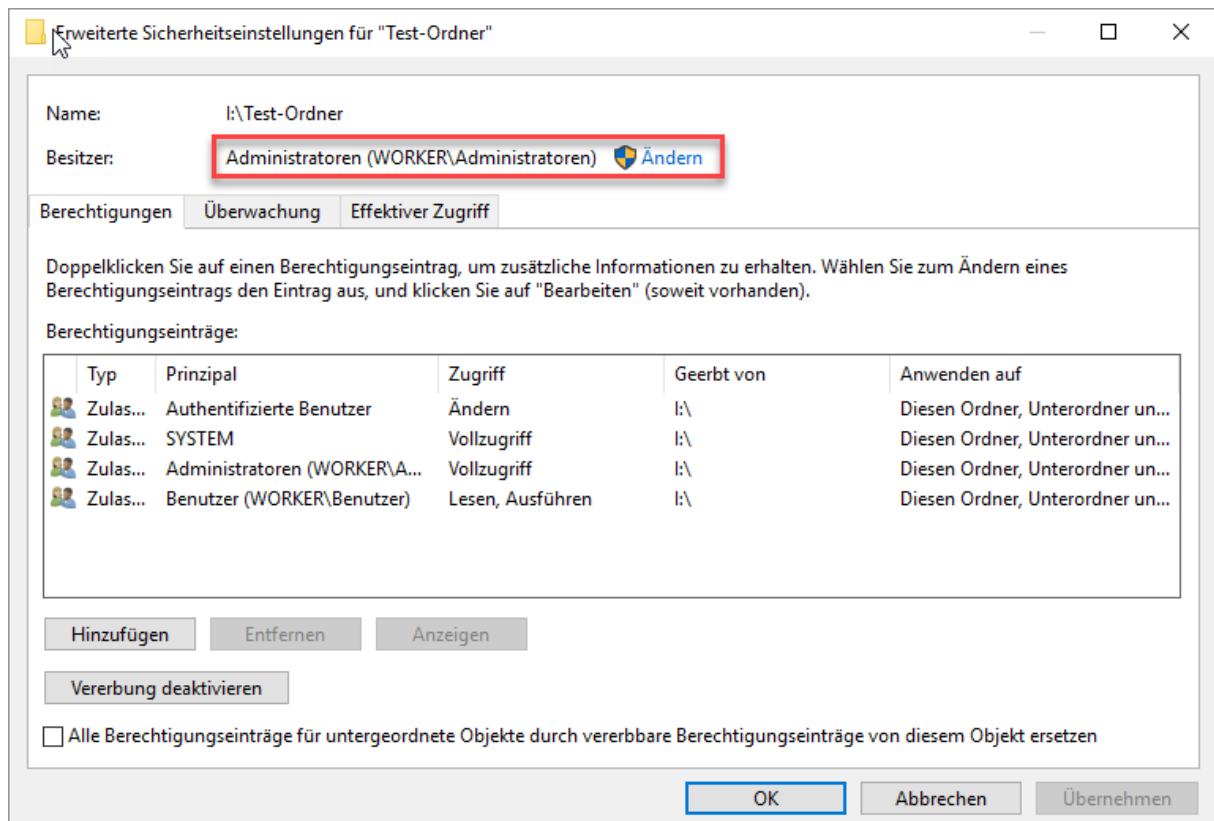 Erweiterte Sicherheitseinstellungen für "Test-Ordner"
Name: I:\Test-Ordner
Besitzer: Administratoren (WORKER\Administratoren) Ändern
Berechtigungen Überwachung Effektiver Zugriff
Doppelklicken Sie auf einen Berechtigungseintrag, um zusätzliche Informationen zu erhalten. Wählen Sie zum Ändern eines
Berechtigungseintrags den Eintrag aus, und klicken Sie auf "Bearbeiten" (soweit vorhanden).
Berechtigungseinträge:
Typ Prinzipal Zugriff Geerbt von Anwenden auf
Zulas... Authentifizierte Benutzer Ändern I:\ Diesen Ordner, Unterordner un...
Zulas... SYSTEM Vollzugriff I:\ Diesen Ordner, Unterordner un...
Zulas... Administratoren (WORKER\A... Vollzugriff I:\ Diesen Ordner, Unterordner un...
Zulas... Benutzer (WORKER\Benutzer) Lesen, Ausführen I:\ Diesen Ordner, Unterordner un...
Hinzufügen Entfernen Anzeigen
Vererbung deaktivieren
Alle Berechtigungseinträge für untergeordnete Objekte durch vererbbare Berechtigungseinträge von diesem Objekt ersetzen
OK Abbrechen Übernehmen